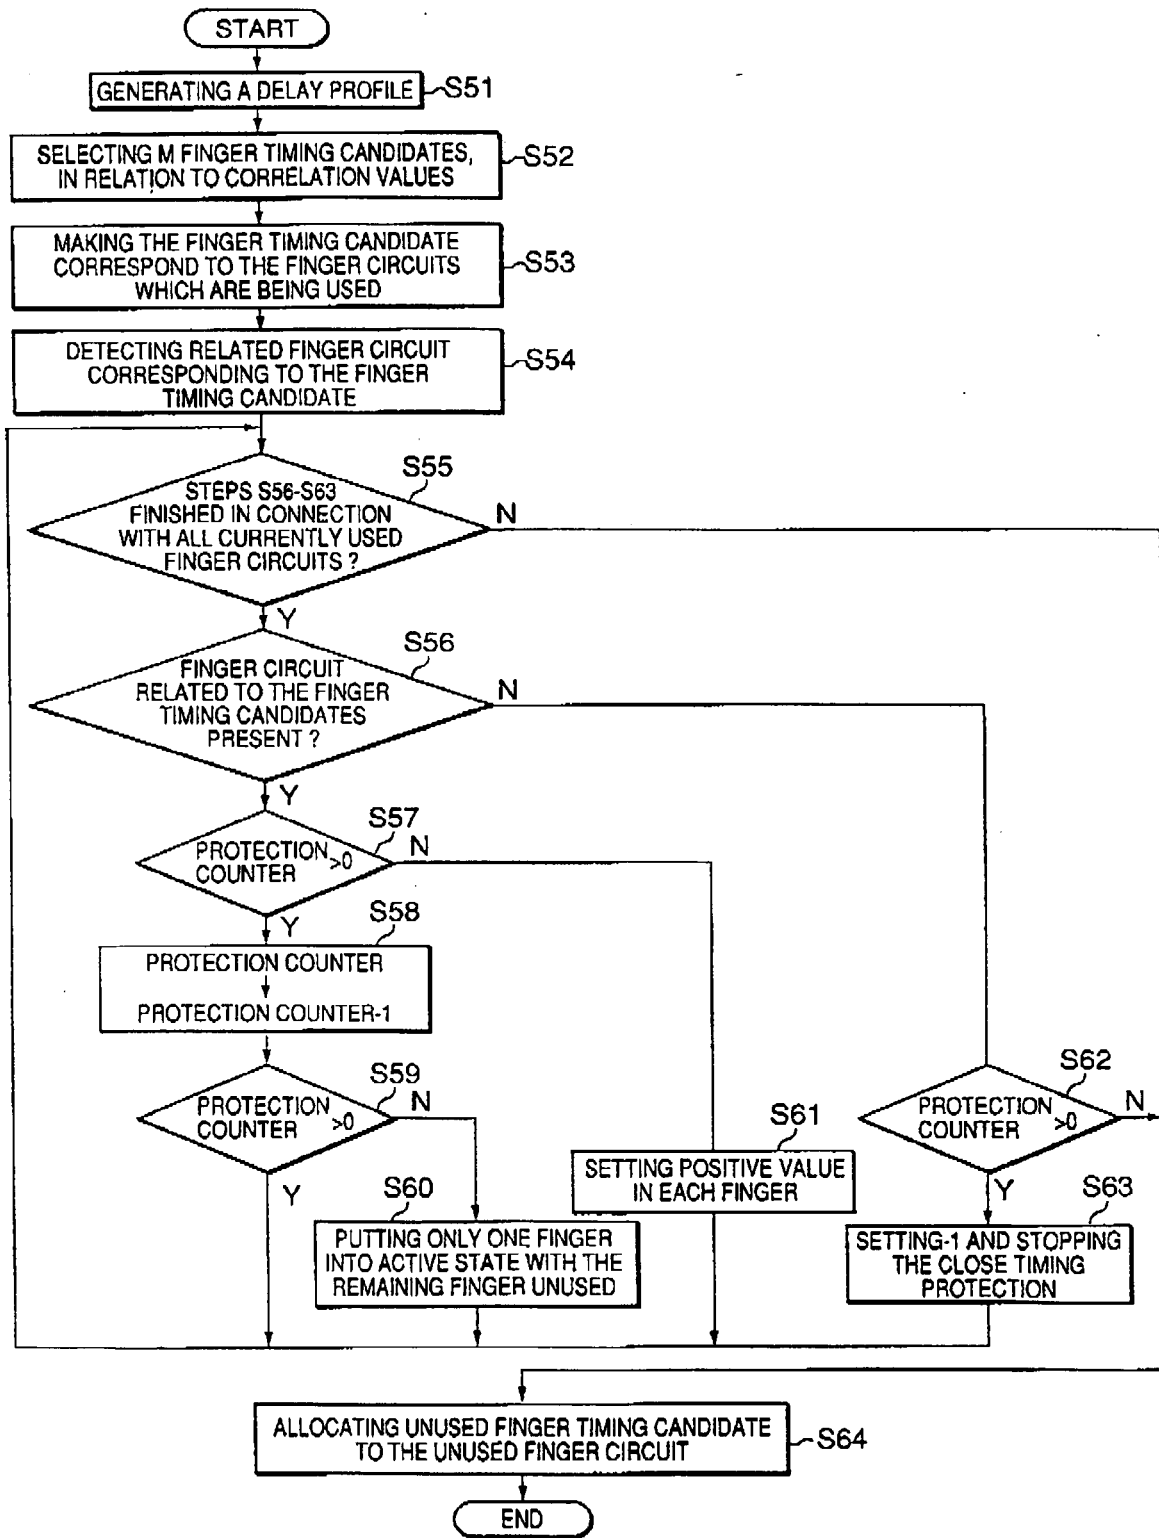 START
GENERATING A DELAY PROFILE
S51
SELECTING M FINGER TIMING CANDIDATES,
IN RELATION TO CORRELATION VALUES
S52
MAKING THE FINGER TIMING CANDIDATE
CORRESPOND TO THE FINGER CIRCUITS
WHICH ARE BEING USED
S53
DETECTING RELATED FINGER CIRCUIT
CORRESPONDING TO THE FINGER
TIMING CANDIDATE
S54
S55
STEPS S56-S63
FINISHED IN CONNECTION
WITH ALL CURRENTLY USED
FINGER CIRCUITS ?
N
Y
S56
FINGER CIRCUIT
RELATED TO THE FINGER
TIMING CANDIDATES
PRESENT ?
N
Y
S57
PROTECTION
COUNTER >0
N
Y
S58
PROTECTION COUNTER
PROTECTION COUNTER-1
S59
PROTECTION
COUNTER >0
N
Y
S60
PUTTING ONLY ONE FINGER
INTO ACTIVE STATE WITH THE
REMAINING FINGER UNUSED
S61
SETTING POSITIVE VALUE
IN EACH FINGER
S62
PROTECTION
COUNTER >0
N
Y
S63
SETTING-1 AND STOPPING
THE CLOSE TIMING
PROTECTION
ALLOCATING UNUSED FINGER TIMING CANDIDATE
TO THE UNUSED FINGER CIRCUIT
S64
END